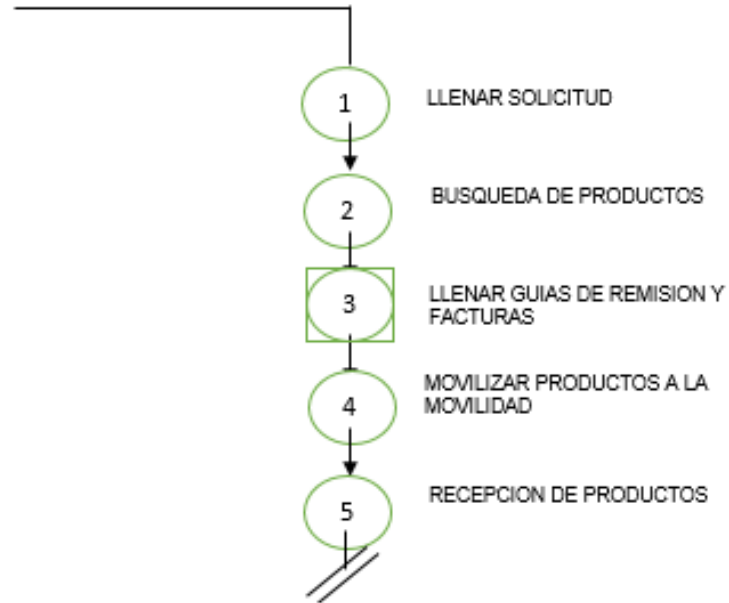 1
LLENAR SOLICITUD
2
BUSQUEDA DE PRODUCTOS
3
LLENAR GUIAS DE REMISION Y
FACTURAS
4
MOVILIZAR PRODUCTOS A LA
MOVILIDAD
5
RECEPCION DE PRODUCTOS